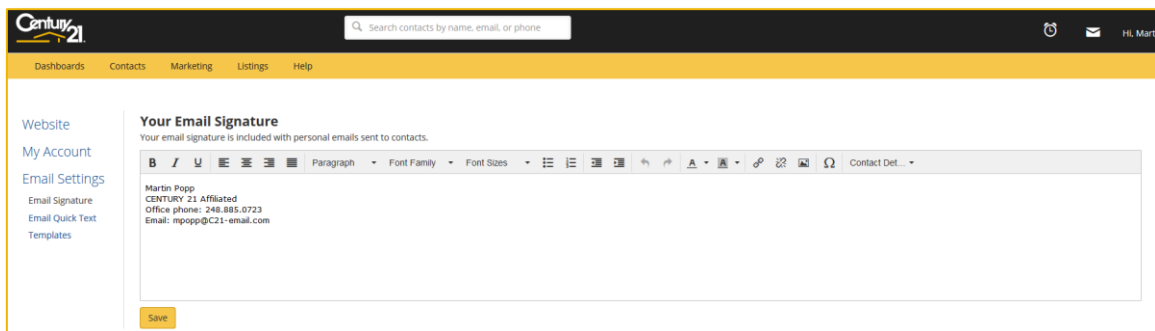 Century 21.
Search contacts by name, email, or phone
Hi, Mart
Dashboards Contacts Marketing Listings Help
Website
My Account
Email Settings
Email Signature
Email Quick Text
Templates
Your Email Signature
Your email signature is included with personal emails sent to contacts.
B I U Paragraph Font Family Font Sizes A A Ω Contact Det...
Martin Popp
CENTURY 21 Affiliated
Office phone: 248.885.0723
Email: mpopp@C21-email.com
Save